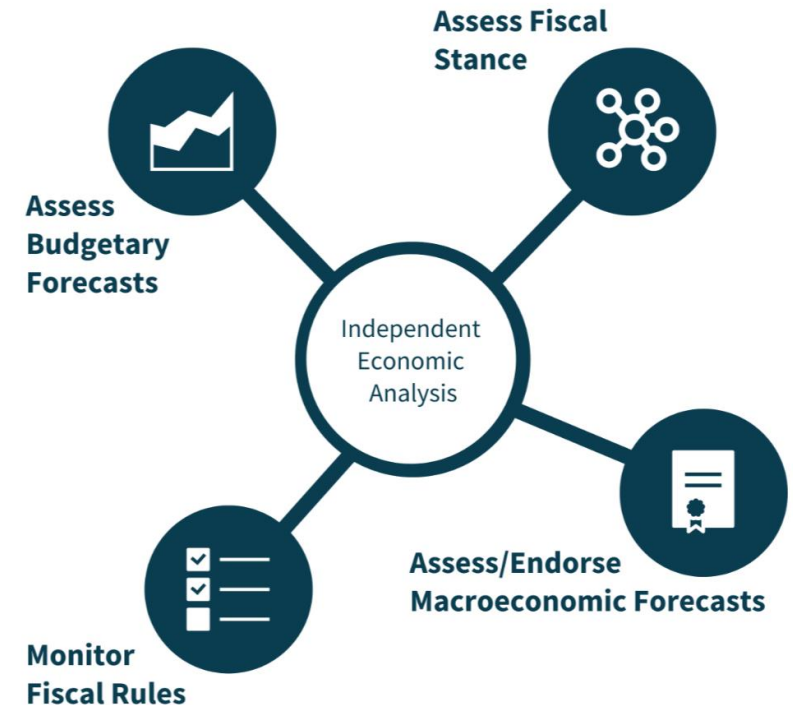 Assess Fiscal
Stance
Assess
Budgetary
Forecasts
Independent
Economic
Analysis
Assess/Endorse
Macroeconomic Forecasts
Monitor
Fiscal Rules